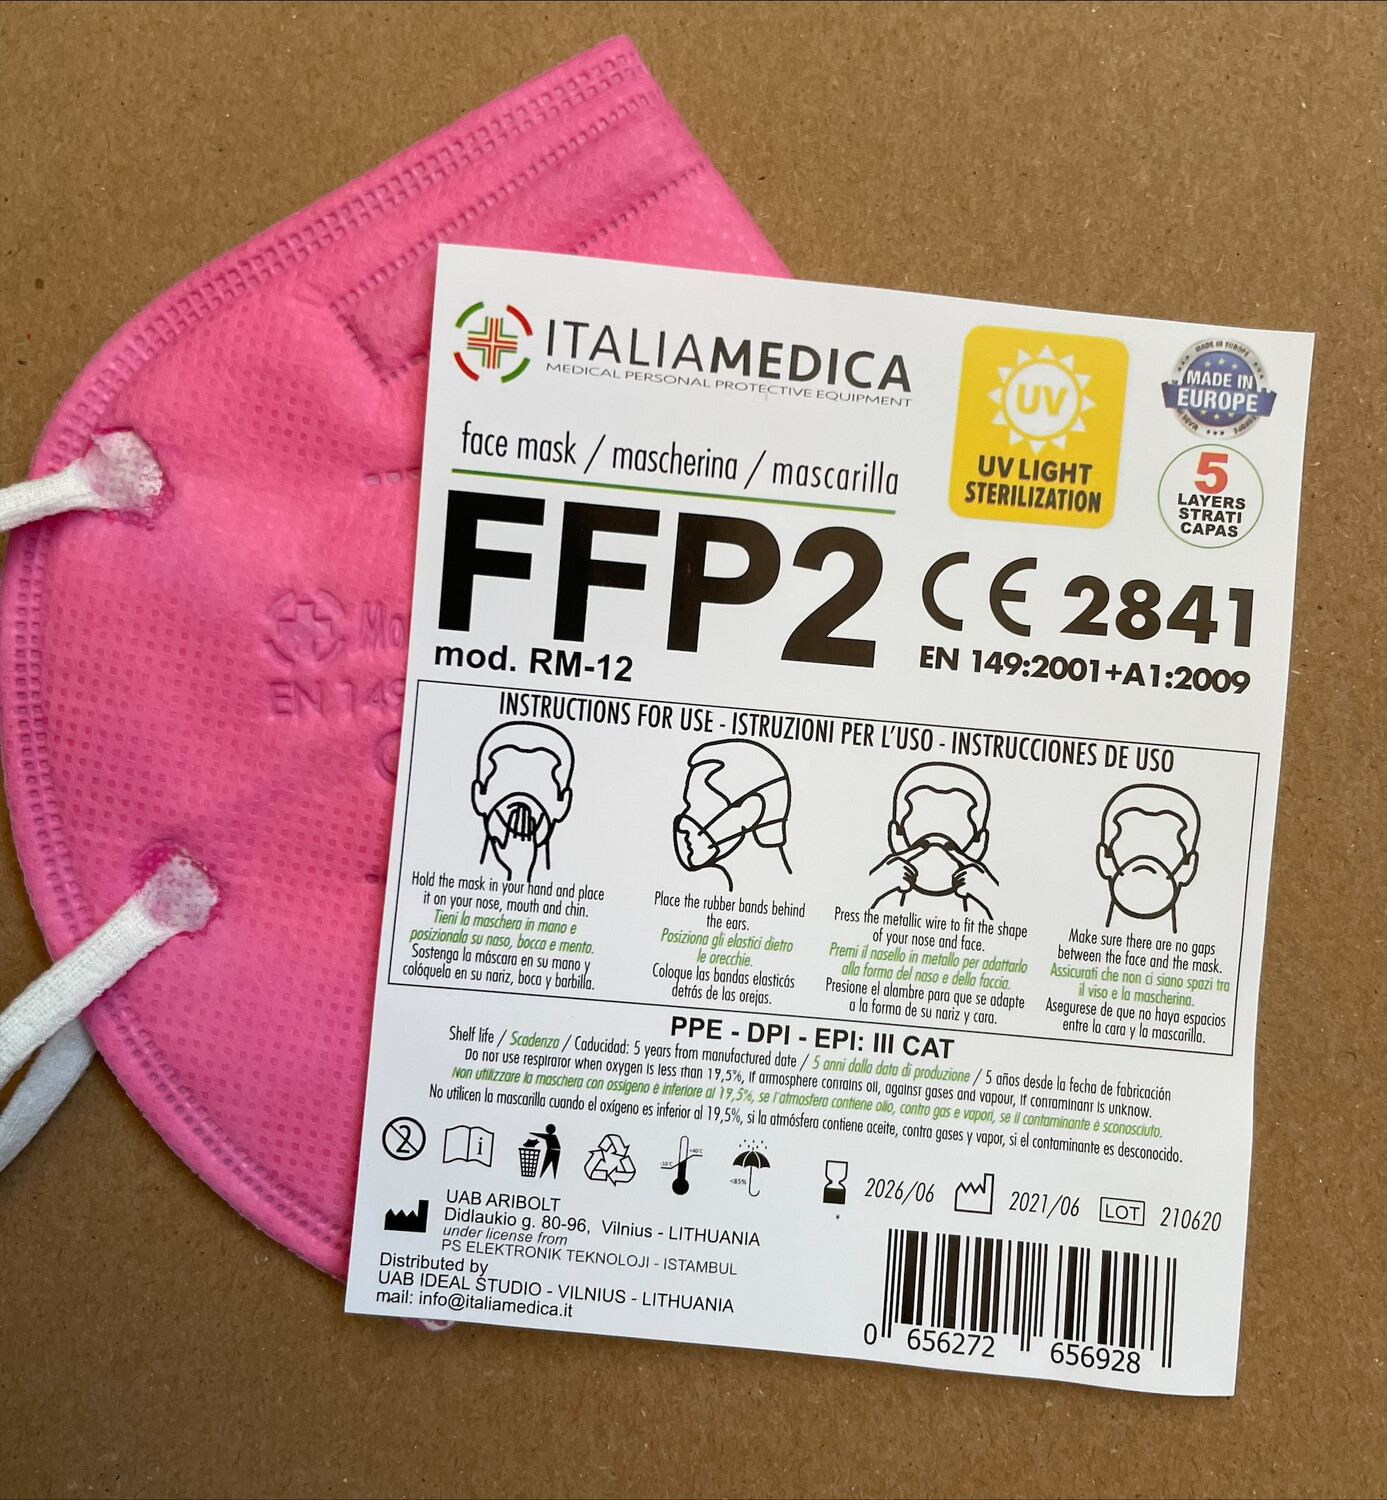 ITALIAMEDICA
MEDICAL PERSONAL PROTECTIVE EQUIPMENT
face mask / mascherina / mascarilla
UV
UV LIGHT
STERILIZATION
MADE IN EUROPE
MADE IN
EUROPE
5
LAYERS
STRATI
CAPAS
FFP2
CE 2841
mod. RM-12
EN 149:2001+A1:2009
EN 149
INSTRUCTIONS FOR USE - ISTRUZIONI PER L'USO - INSTRUCCIONES DE USO
Hold the mask in your hand and place
it on your nose, mouth and chin.
Tieni la maschera in mano e
posizionala su naso, bocca e mento.
Sostenga la máscara en su mano y
colóquela en su nariz, boca y barbilla.
Place the rubber bands behind
the ears.
Posiziona gli elastici dietro
le orecchie.
Coloque las bandas elasticás
detrás de las orejas.
Press the metallic wire to fit the shape
of your nose and face.
Premi il nasello in metallo per adattarlo
alla forma del naso e della faccia.
Presione el alambre para que se adapte
a la forma de su nariz y cara.
Make sure there are no gaps
between the face and the mask.
Assicurati che non ci siano spazi tra
il viso e la mascherina.
Asegurese de que no haya espacios
entre la cara y la mascarilla.
PPE - DPI - EPI: III CAT
Shelf life / Scadenza / Caducidad: 5 years from manufactured date / 5 anni dalla data di produzione / 5 años desde la fecha de fabricación
Do not use respirator when oxygen is less than 19,5%, if atmosphere contains oil, against gases and vapour, if contaminant is unknow.
Non utilizzare la maschera con ossigeno è inferiore al 19,5%, se l'atmosfera contiene olio, contro gas e vapori, se il contaminante è sconosciuto.
No utilicen la mascarilla cuando el oxígeno es inferior al 19,5%, si la atmósfera contiene aceite, contra gases y vapor, si el contaminante es desconocido.
2
i
-10°C
+40°C
<85%
2026/06
2021/06
LOT
210620
UAB ARIBOLT
Didlaukio g. 80-96, Vilnius - LITHUANIA
under license from
PS ELEKTRONIK TEKNOLOJI - ISTAMBUL
Distributed by
UAB IDEAL STUDIO - VILNIUS - LITHUANIA
mail: info@italiamedica.it
0 656272 656928